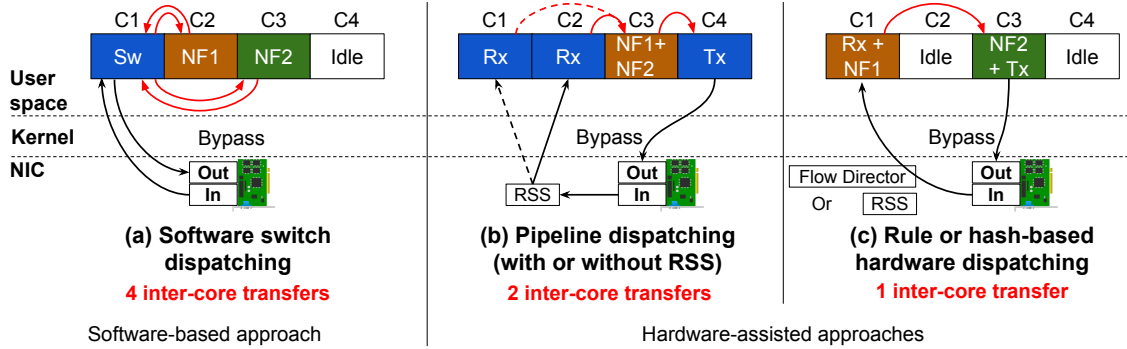 C1 C2 C3 C4
Sw NF1 NF2 Idle
User
space
Kernel
Bypass
NIC
Out
In
(a) Software switch
dispatching
4 inter-core transfers
Software-based approach
C1 C2 C3 C4
Rx Rx NF1+
NF2 Tx
Bypass
Out
In
RSS
(b) Pipeline dispatching
(with or without RSS)
2 inter-core transfers
C1 C2 C3 C4
Rx +
NF1
Idle
NF2
+ Tx
Idle
Bypass
Flow Director
Or RSS
Out
In
(c) Rule or hash-based
hardware dispatching
1 inter-core transfer
Hardware-assisted approaches